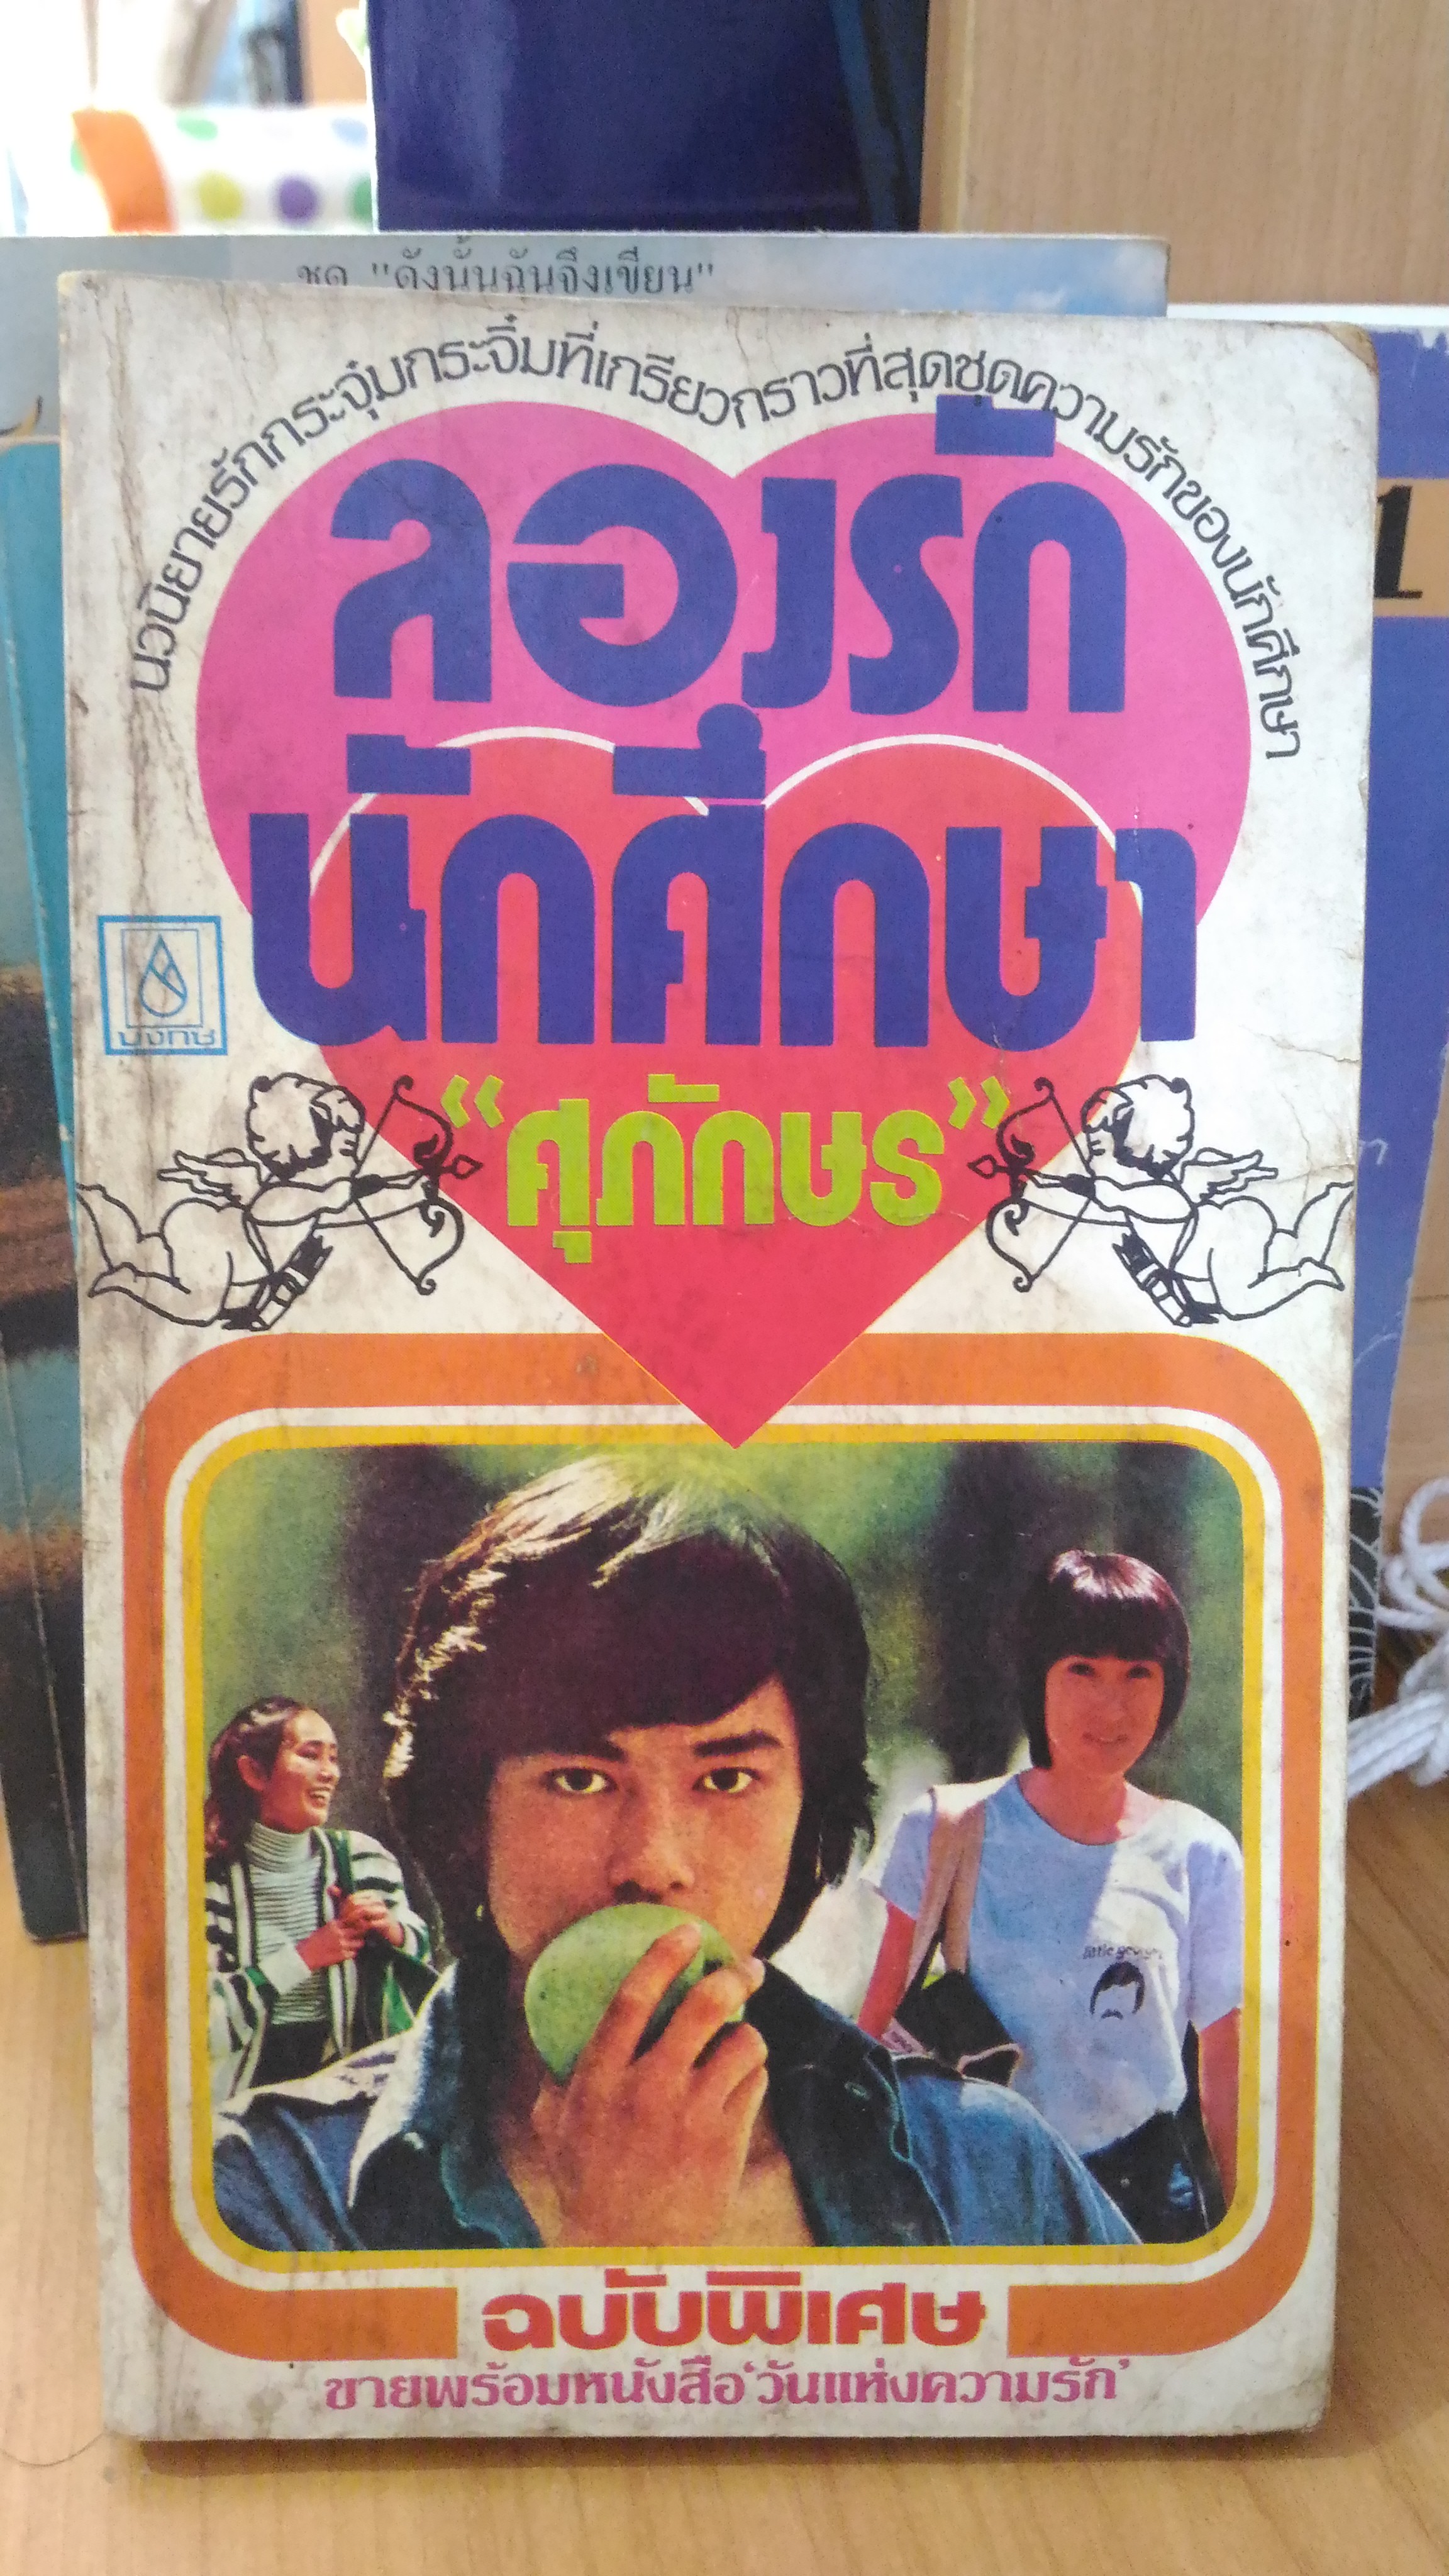 ชุด "ดังนั้นฉันจึงเขียน"
นวนิยายรักกระจุ๋มกระจิ๋มที่เกรียวกราวที่สุดชุดความรักของนักศึกษา
ลองรัก
นักศึกษา
บงกช
“ศุภักษร”
1
little george
ฉบับพิเศษ
ขายพร้อมหนังสือ‘วันแห่งความรัก’